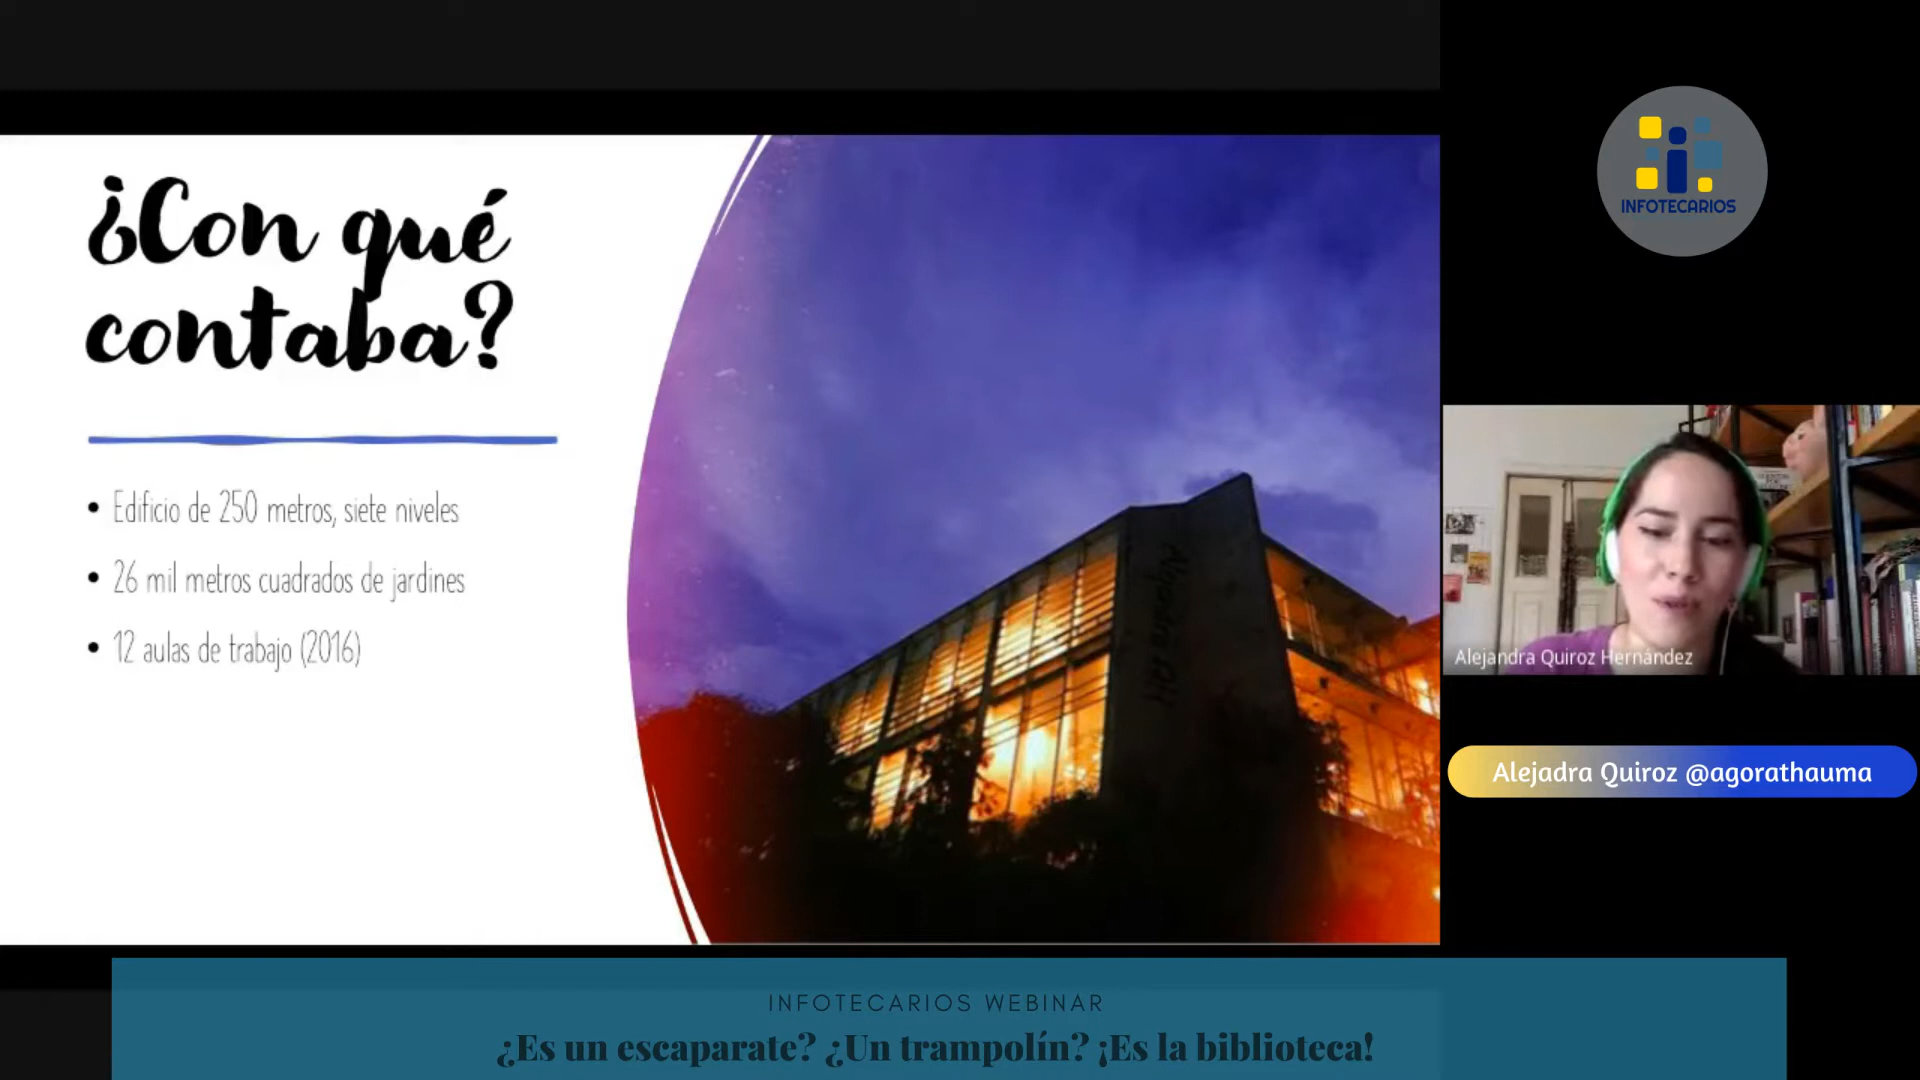 ¿Con qué
contaba?
• Edificio de 250 metros, siete niveles
• 26 mil metros cuadrados de jardines
• 12 aulas de trabajo (2016)
INFOTECARIOS
Alejandra Quiroz Hernández
Alejadra Quiroz @agorathauma
INFOTECARIOS WEBINAR
¿Es un escaparate? ¿Un trampolín? ¡Es la biblioteca!